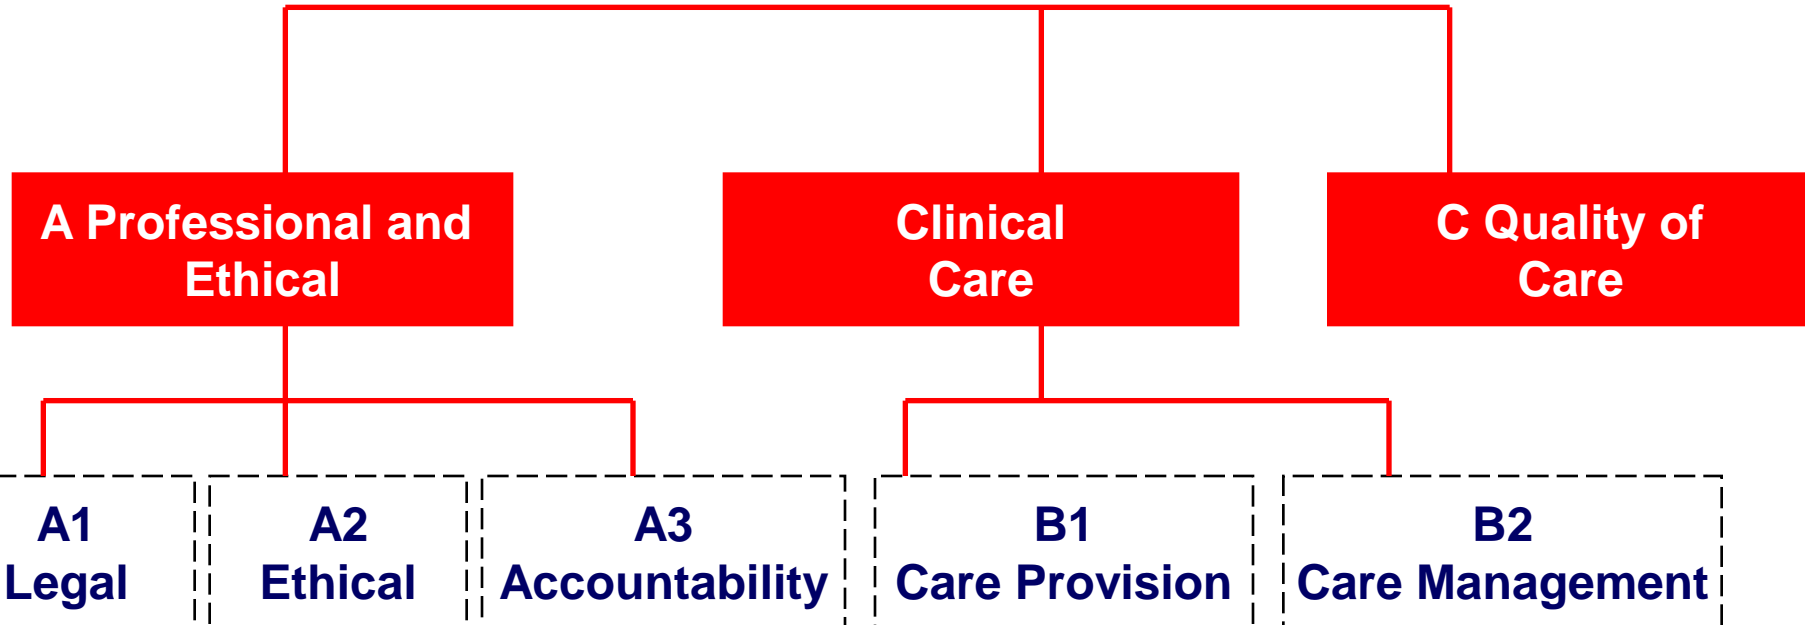 A Professional and
Ethical
Clinical
Care
C Quality of
Care
A1
Legal
A2
Ethical
A3
Accountability
B1
Care Provision
B2
Care Management